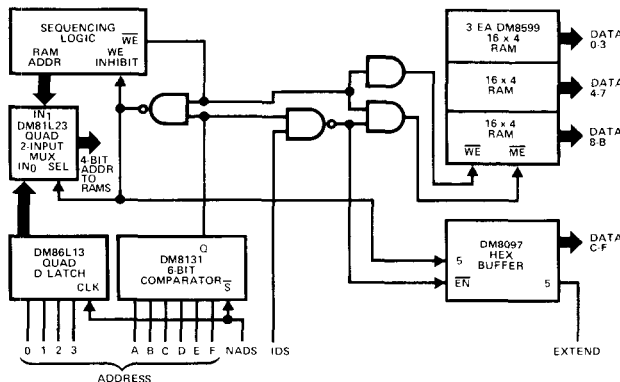 SEQUENCING
LOGIC
WE
RAM
ADDR
WE
INHIBIT
IN1
DM81L23
QUAD
2-INPUT
MUX
IN0 SEL
4-BIT
ADDR
TO
RAMS
DM86L13
QUAD
D LATCH
CLK
Q
DM8131
6-BIT
COMPARATOR
S
0 1 2 3
A B C D E F
NADS
IDS
ADDRESS
3 EA DM8599
16 x 4
RAM
16 x 4
RAM
16 x 4
RAM
WE ME
DATA
0-3
DATA
4-7
DATA
8-B
DM8097
HEX
BUFFER
5
EN
5
DATA
C-F
EXTEND